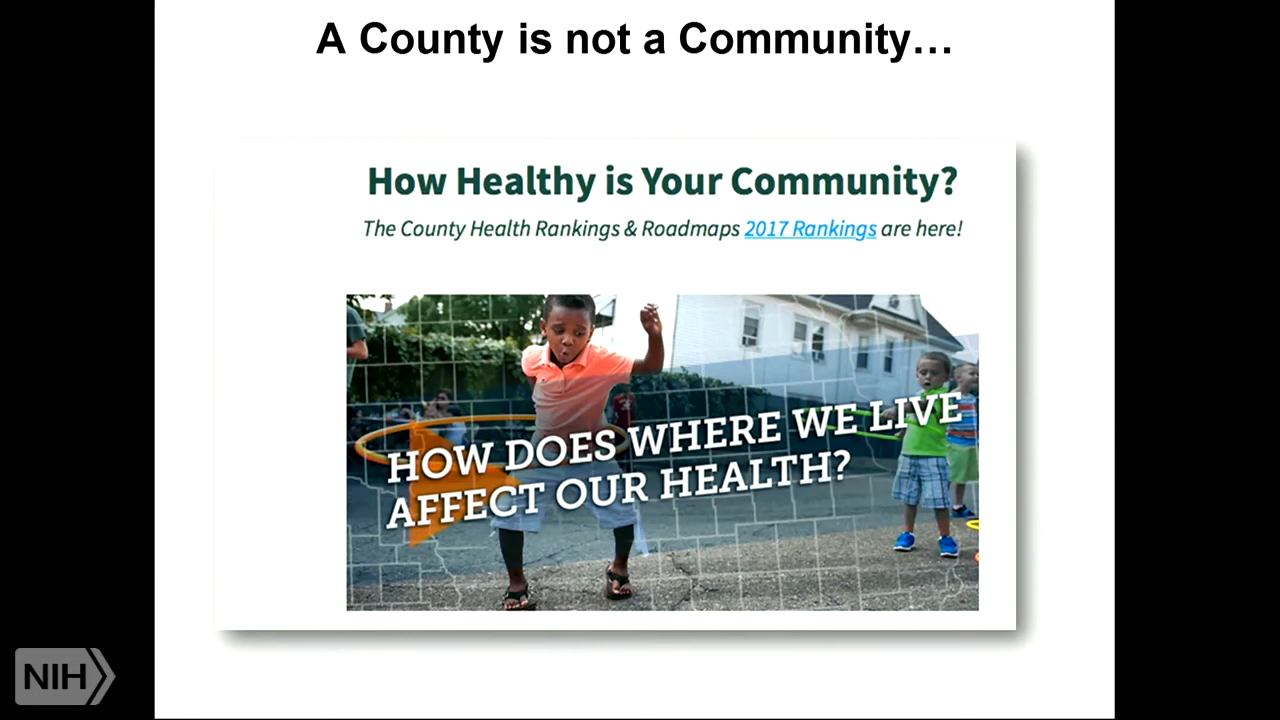 A County is not a Community…
How Healthy is Your Community?
The County Health Rankings & Roadmaps 2017 Rankings are here!
HOW DOES WHERE WE LIVE
AFFECT OUR HEALTH?
NIH